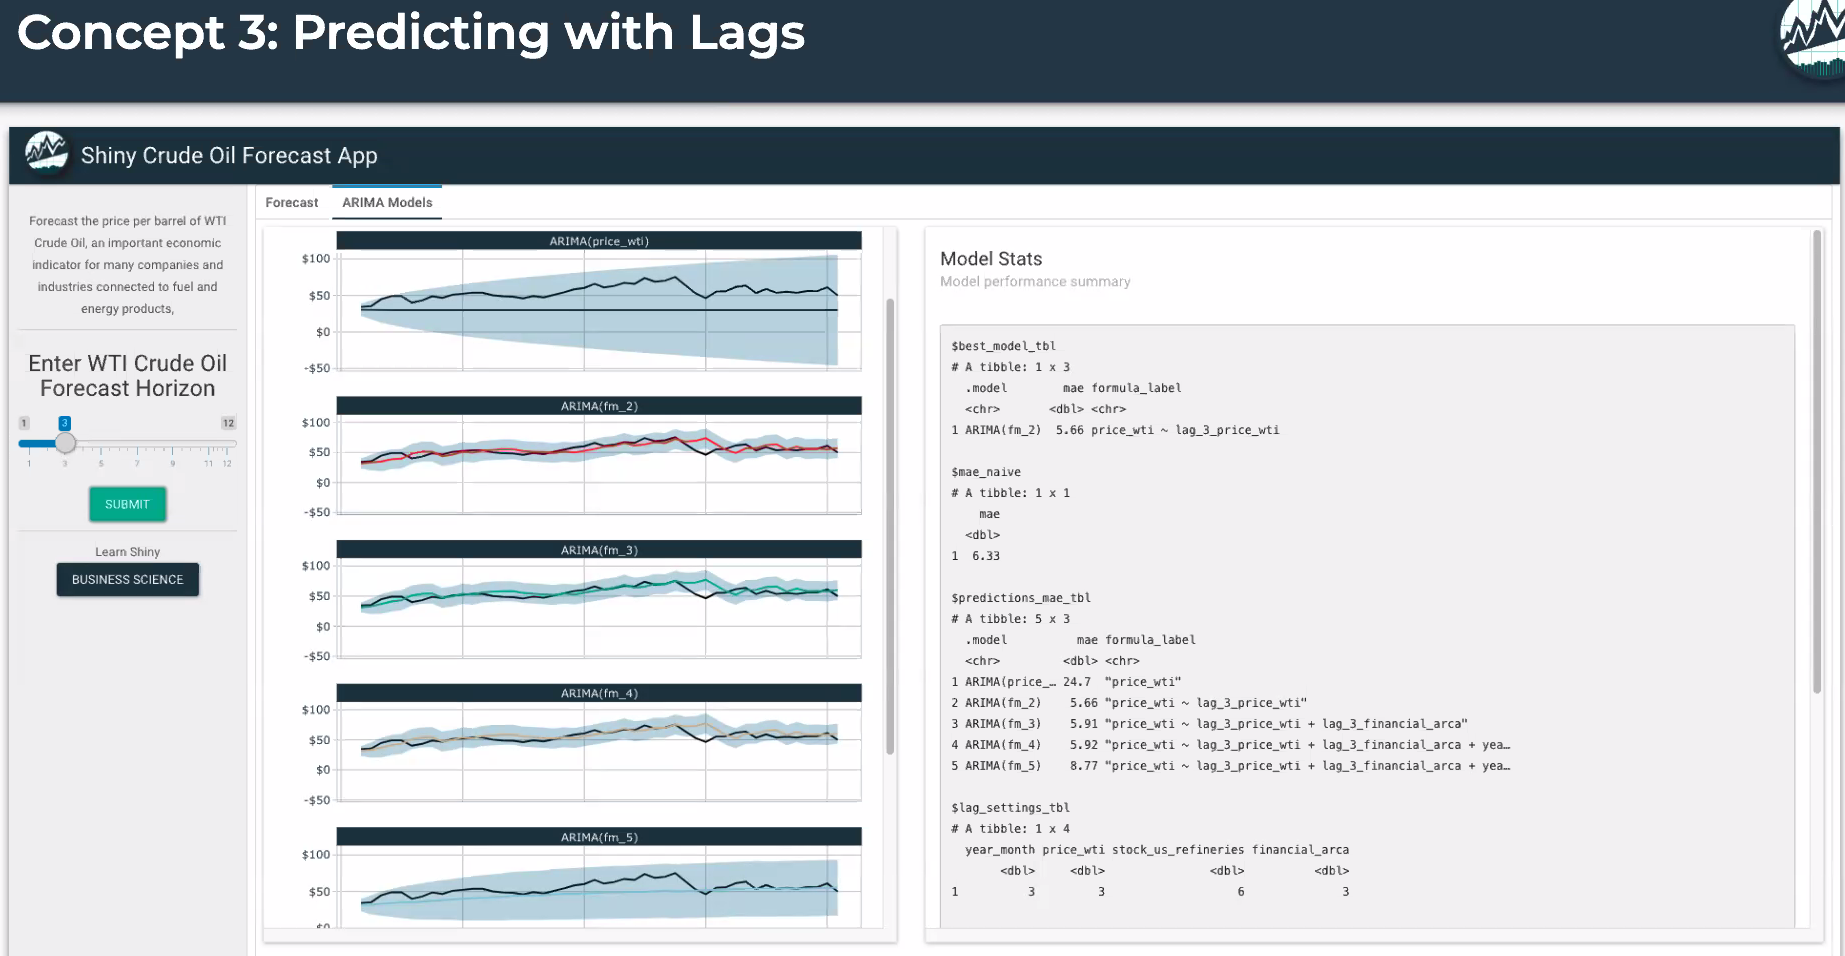 Concept 3: Predicting with Lags
Shiny Crude Oil Forecast App
Forecast the price per barrel of WTI
Crude Oil, an important economic
indicator for many companies and
industries connected to fuel and
energy products,
Enter WTI Crude Oil
Forecast Horizon
1 3 12
1 3 5 7 9 11 12
SUBMIT
Learn Shiny
BUSINESS SCIENCE
Forecast ARIMA Models
ARIMA(price_wti)
$100
$50
$0
-$50
ARIMA(fm_2)
$100
$50
$0
-$50
ARIMA(fm_3)
$100
$50
$0
-$50
ARIMA(fm_4)
$100
$50
$0
-$50
ARIMA(fm_5)
$100
$50
$0
Model Stats
Model performance summary
$best_model_tbl
# A tibble: 1 x 3
.model mae formula_label
<chr> <dbl> <chr>
1 ARIMA(fm_2) 5.66 price_wti ~ lag_3_price_wti
$mae_naive
# A tibble: 1 x 1
mae
<dbl>
1 6.33
$predictions_mae_tbl
# A tibble: 5 x 3
.model mae formula_label
<chr> <dbl> <chr>
1 ARIMA(price_… 24.7 "price_wti"
2 ARIMA(fm_2) 5.66 "price_wti ~ lag_3_price_wti"
3 ARIMA(fm_3) 5.91 "price_wti ~ lag_3_price_wti + lag_3_financial_arca"
4 ARIMA(fm_4) 5.92 "price_wti ~ lag_3_price_wti + lag_3_financial_arca + yea…
5 ARIMA(fm_5) 8.77 "price_wti ~ lag_3_price_wti + lag_3_financial_arca + yea…
$lag_settings_tbl
# A tibble: 1 x 4
year_month price_wti stock_us_refineries financial_arca
<dbl> <dbl> <dbl> <dbl>
1 3 3 6 3